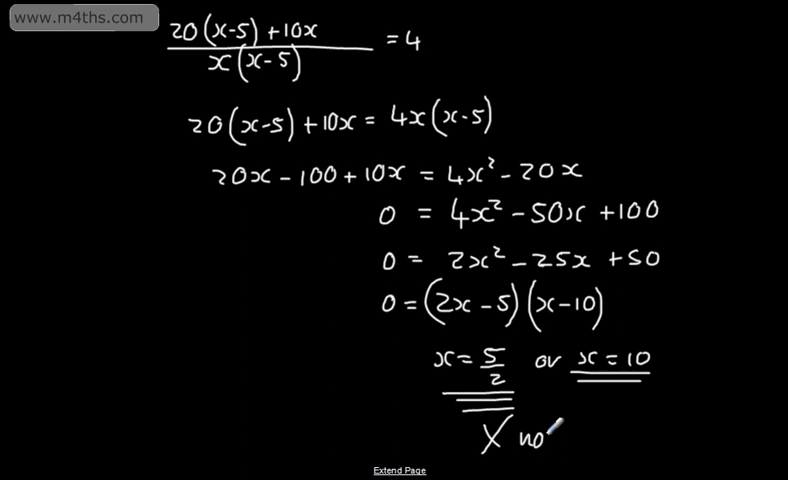 www.m4ths.com
20(x-5)+10x
x(x-5)
= 4
20(x-5)+10x = 4x(x-5)
20x - 100 + 10x = 4x² - 20x
0 = 4x² - 50x + 100
0 = 2x² - 25x + 50
0 = (2x - 5)(x - 10)
x = 5/2 or x = 10
X no
Extend Page